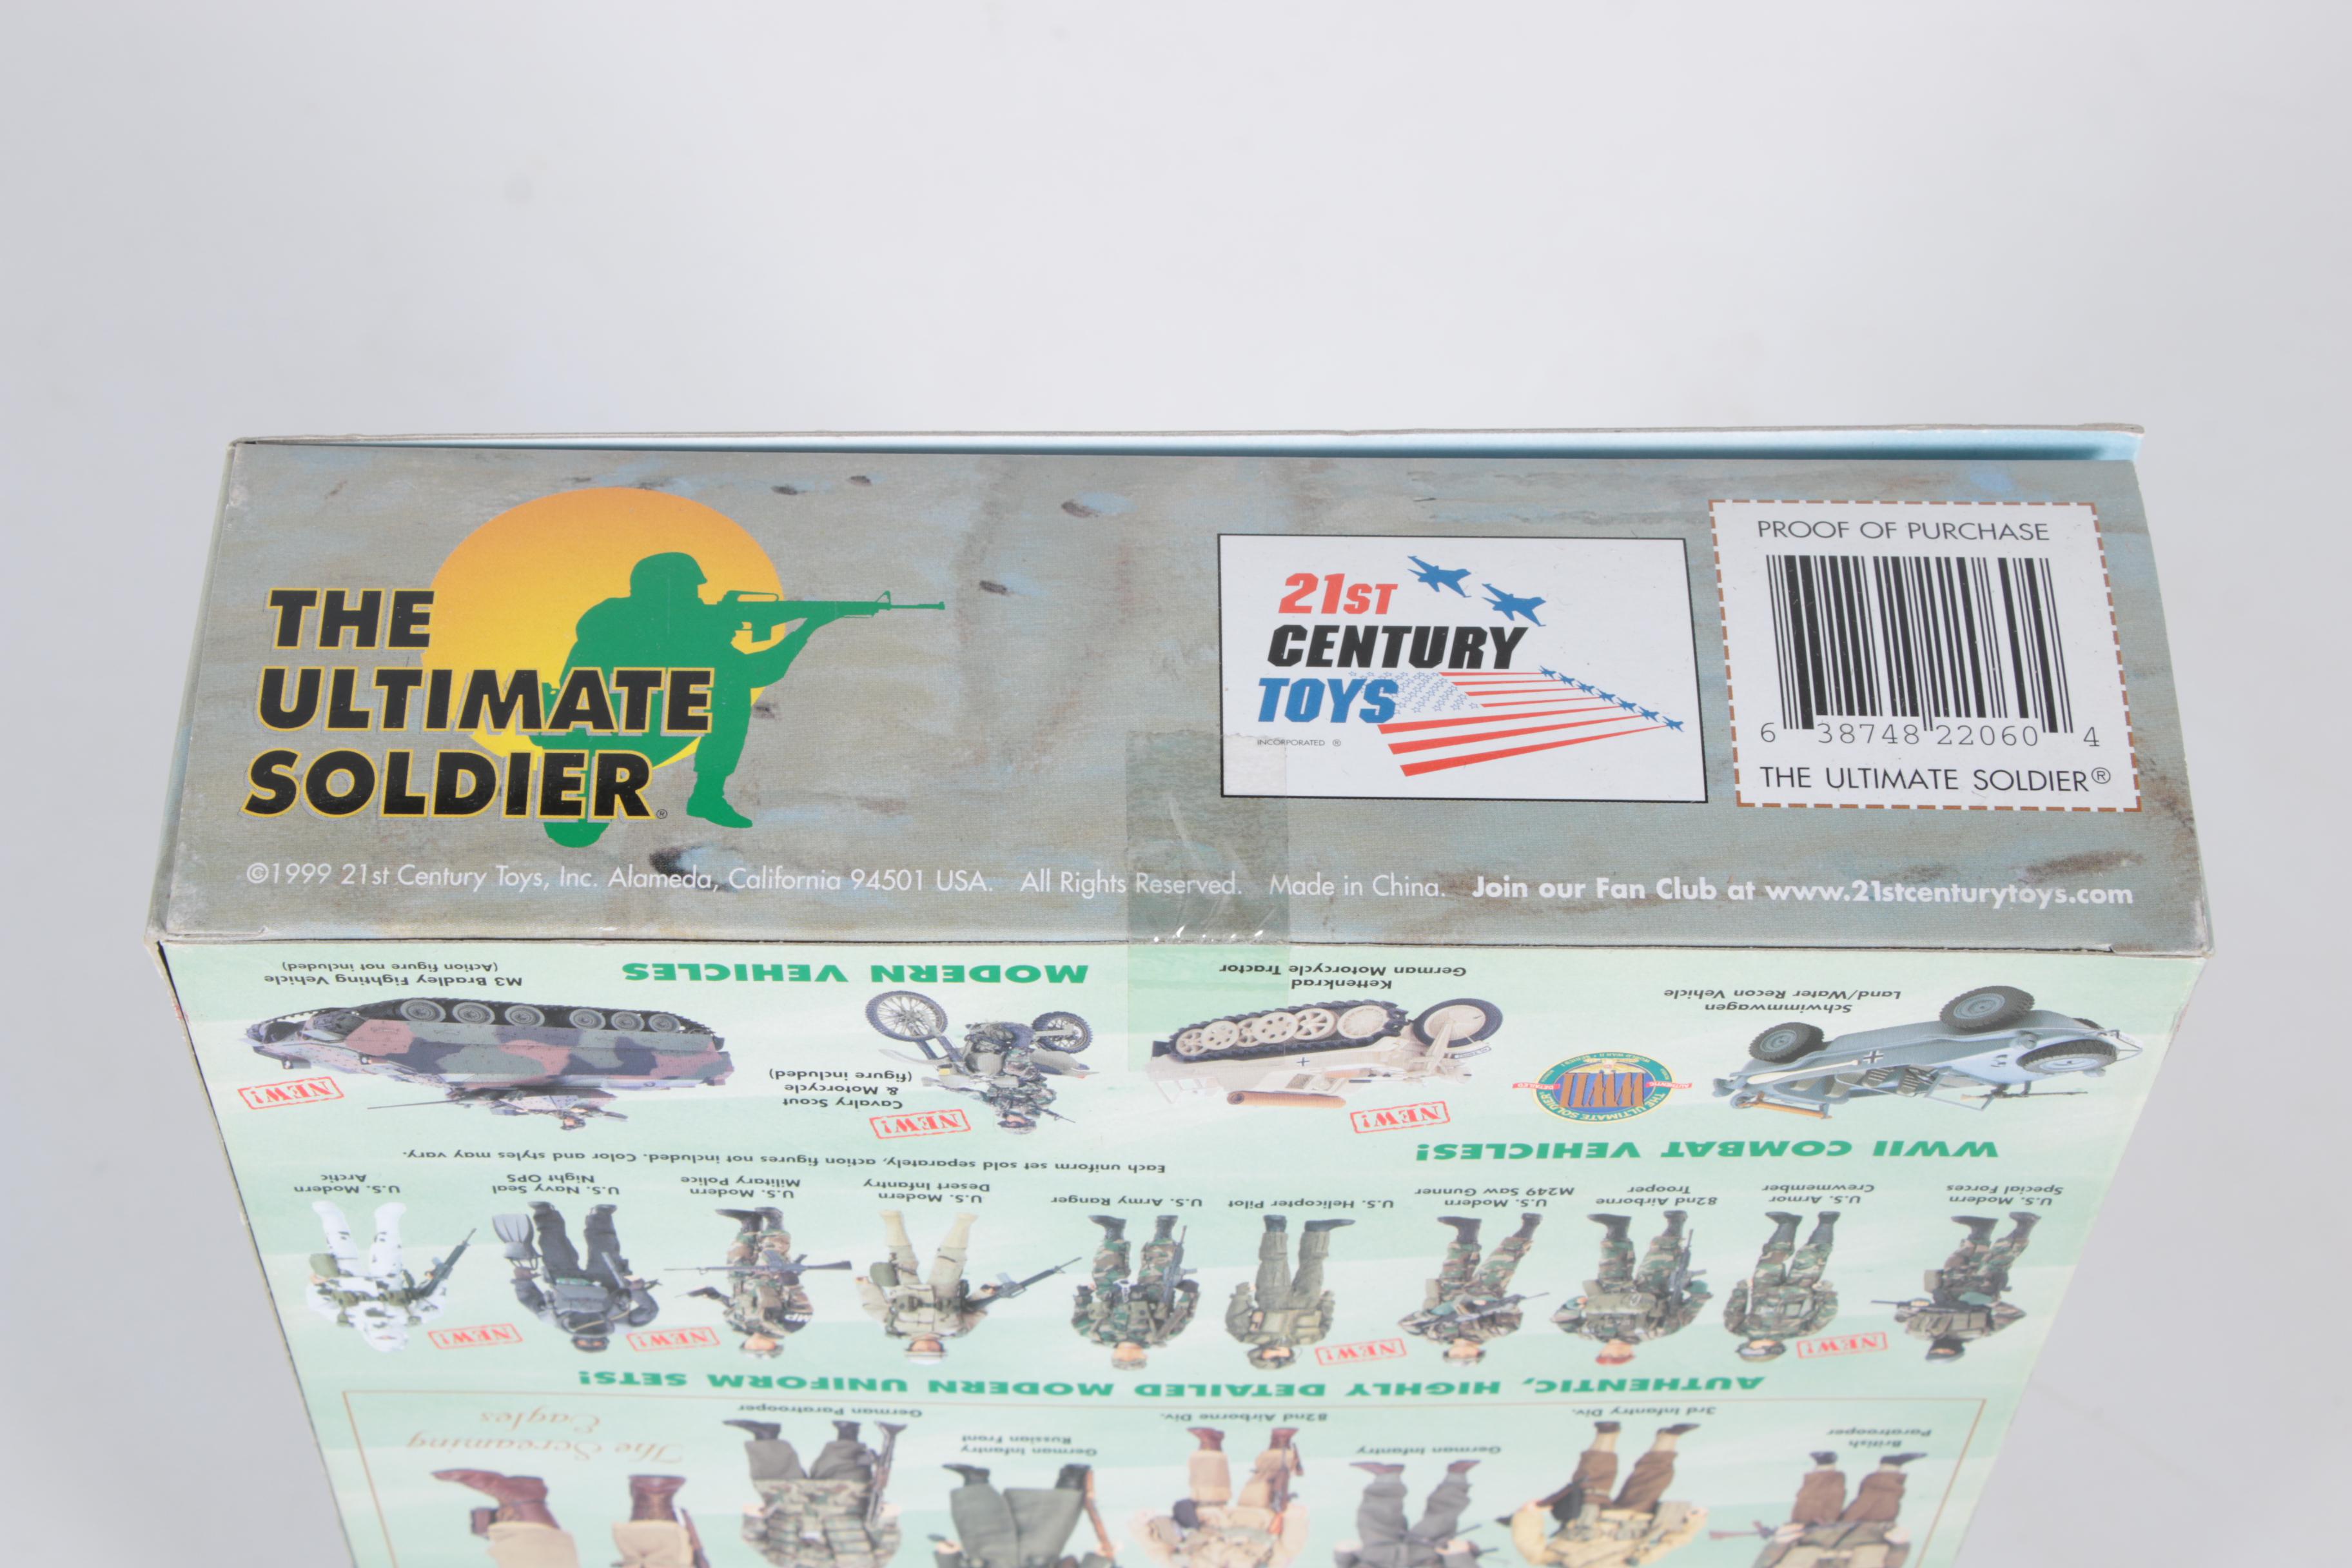 THE
ULTIMATE
SOLDIER®
21ST
CENTURY
TOYS
INCORPORATED ®
PROOF OF PURCHASE
6 38748 22060 4
THE ULTIMATE SOLDIER®
©1999 21st Century Toys, Inc. Alameda, California 94501 USA. All Rights Reserved. Made in China. Join our Fan Club at www.21stcenturytoys.com
The Screaming
Eagles
German Paratrooper
German Infantry
Russian Front
82nd Airborne Div.
German Infantry
3rd Infantry Div.
British
Paratrooper
AUTHENTIC, HIGHLY DETAILED MODERN UNIFORM SETS!
NEW!
NEW!
NEW!
NEW!
U.S. Modern
Special Forces
U.S. Armor
Crewmember
82nd Airborne
Trooper
U.S. Modern
M249 Saw Gunner
U.S. Helicopter Pilot
U.S. Army Ranger
U.S. Modern
Desert Infantry
U.S. Modern
Military Police
U.S. Navy Seal
Night OPS
U.S. Modern
Arctic
Each uniform set sold separately, action figures not included. Color and styles may vary.
WWII COMBAT VEHICLES!
THE ULTIMATE SOLDIER
WWII
NEW!
NEW!
NEW!
Schwimmwagen
Land/Water Recon Vehicle
Kettenkrad
German Motorcycle Tractor
Cavalry Scout
& Motorcycle
(figure included)
MODERN VEHICLES
M3 Bradley Fighting Vehicle
(Action figure not included)